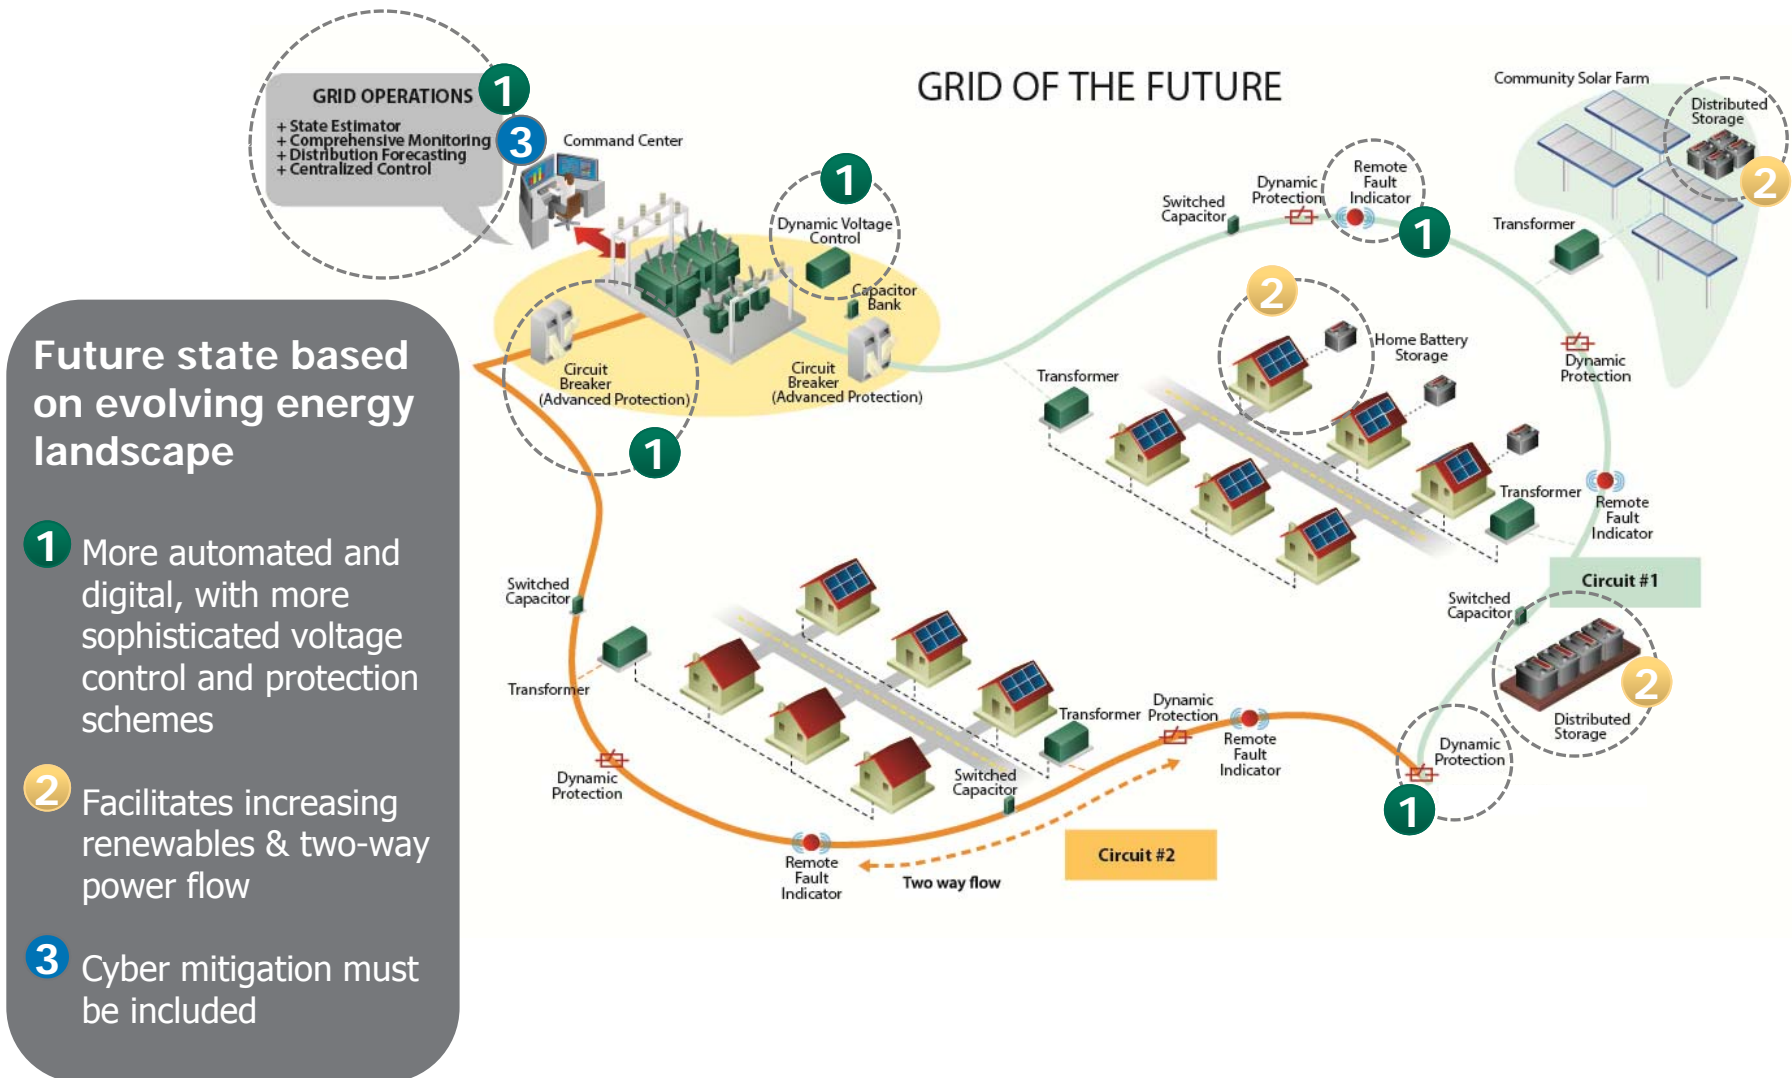 GRID OF THE FUTURE
1
GRID OPERATIONS
+ State Estimator
+ Comprehensive Monitoring
+ Distribution Forecasting
+ Centralized Control
3
Command Center
1
Dynamic Voltage
Control
Capacitor
Bank
Circuit
Breaker
(Advanced Protection)
1
Circuit
Breaker
(Advanced Protection)
Switched
Capacitor
Dynamic
Protection
Remote
Fault
Indicator
1
Community Solar Farm
Distributed
Storage
2
Transformer
Dynamic
Protection
2
Home Battery
Storage
Transformer
Transformer
Remote
Fault
Indicator
Circuit #1
Switched
Capacitor
2
Distributed
Storage
Dynamic
Protection
1
Switched
Capacitor
Transformer
Dynamic
Protection
Remote
Fault
Indicator
Two way flow
Switched
Capacitor
Transformer
Dynamic
Protection
Remote
Fault
Indicator
Circuit #2
Future state based
on evolving energy
landscape
1 More automated and
digital, with more
sophisticated voltage
control and protection
schemes
2 Facilitates increasing
renewables & two-way
power flow
3 Cyber mitigation must
be included